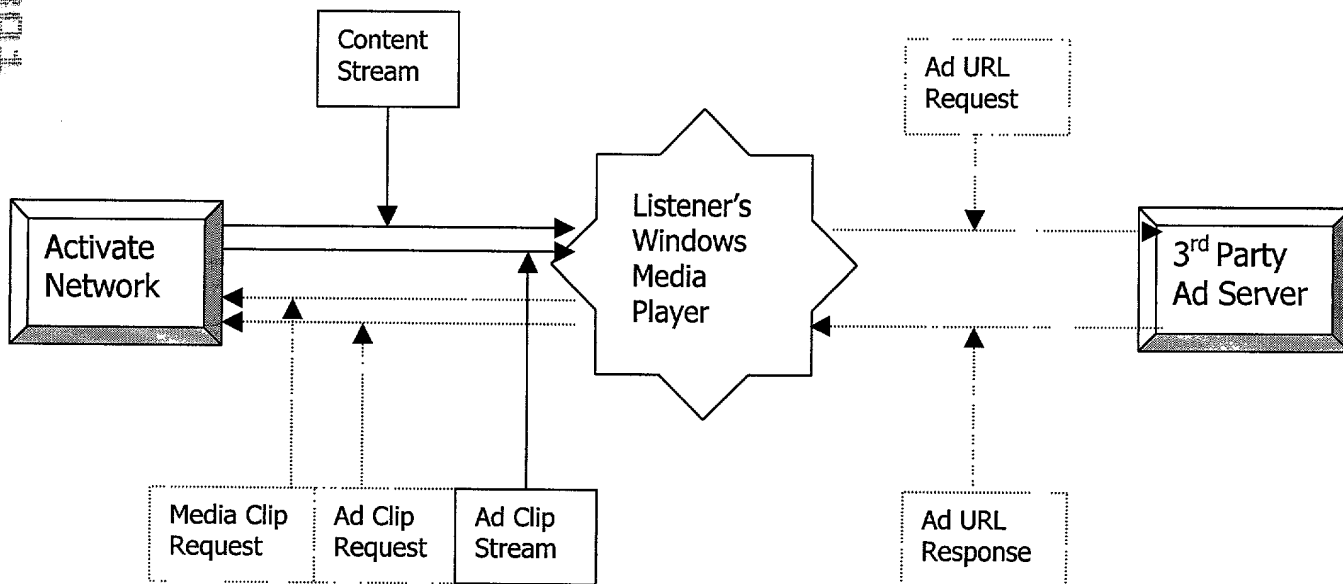 Content
Stream
Ad URL
Request
Activate
Network
Listener's
Windows
Media
Player
3rd Party
Ad Server
Media Clip
Request
Ad Clip
Request
Ad Clip
Stream
Ad URL
Response